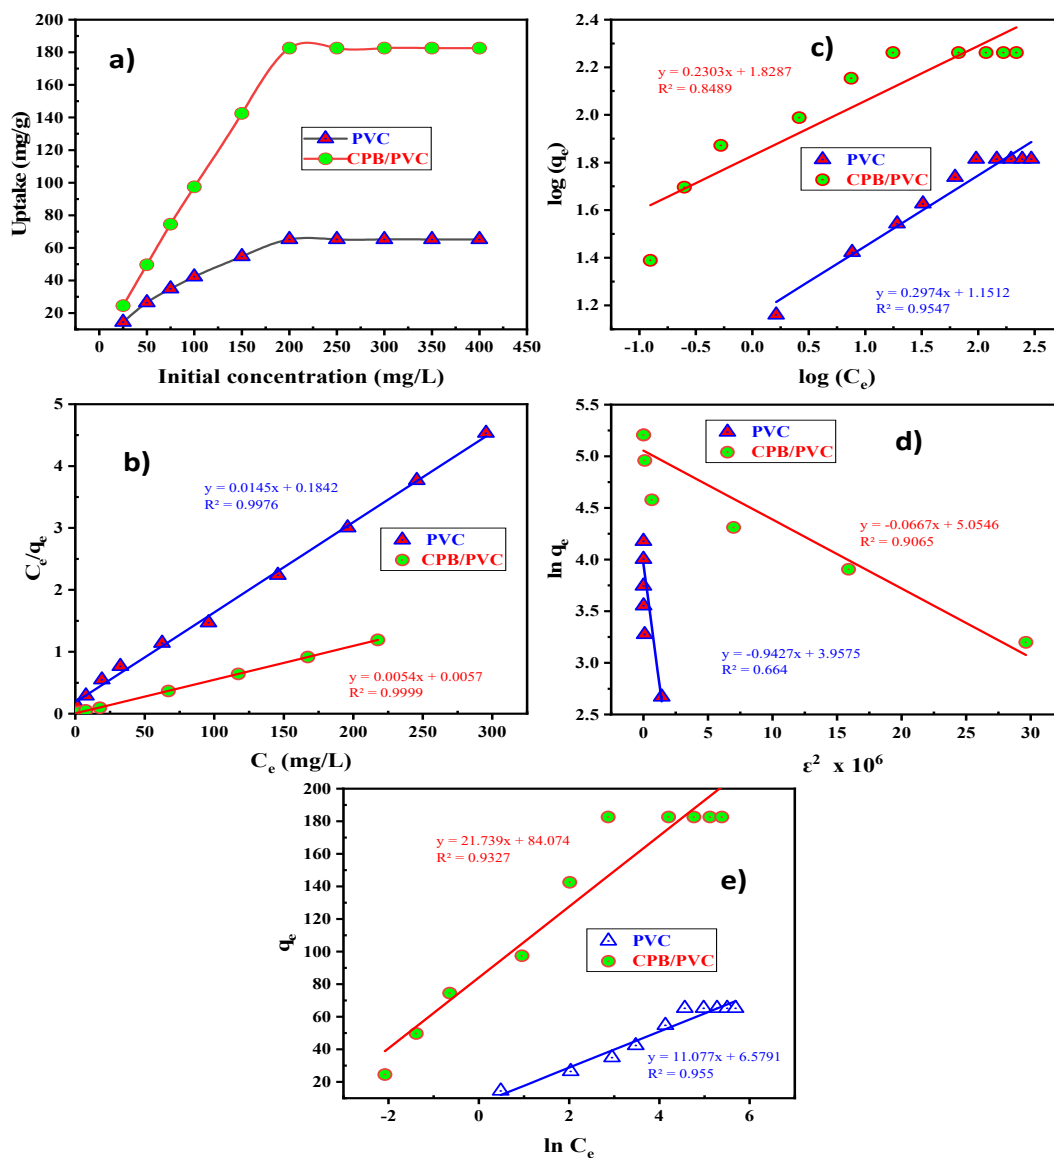 a)
Uptake (mg/g)
200
180
160
140
120
100
80
60
40
20
PVC
CPB/PVC
0 50 100 150 200 250 300 350 400 450
Initial concentration (mg/L)
c)
log (qe)
2.4
2.2
2.0
1.8
1.6
1.4
1.2
y = 0.2303x + 1.8287
R² = 0.8489
PVC
CPB/PVC
y = 0.2974x + 1.1512
R² = 0.9547
-1.0 -0.5 0.0 0.5 1.0 1.5 2.0 2.5
log (Ce)
b)
Ce/qe
5
4
3
2
1
0
y = 0.0145x + 0.1842
R² = 0.9976
PVC
CPB/PVC
y = 0.0054x + 0.0057
R² = 0.9999
0 50 100 150 200 250 300
Ce (mg/L)
d)
ln qe
5.5
5.0
4.5
4.0
3.5
3.0
2.5
PVC
CPB/PVC
y = -0.0667x + 5.0546
R² = 0.9065
y = -0.9427x + 3.9575
R² = 0.664
0 5 10 15 20 25 30
ε² x 10⁶
e)
qe
200
180
160
140
120
100
80
60
40
20
y = 21.739x + 84.074
R² = 0.9327
PVC
CPB/PVC
y = 11.077x + 6.5791
R² = 0.955
-2 0 2 4 6
ln Ce